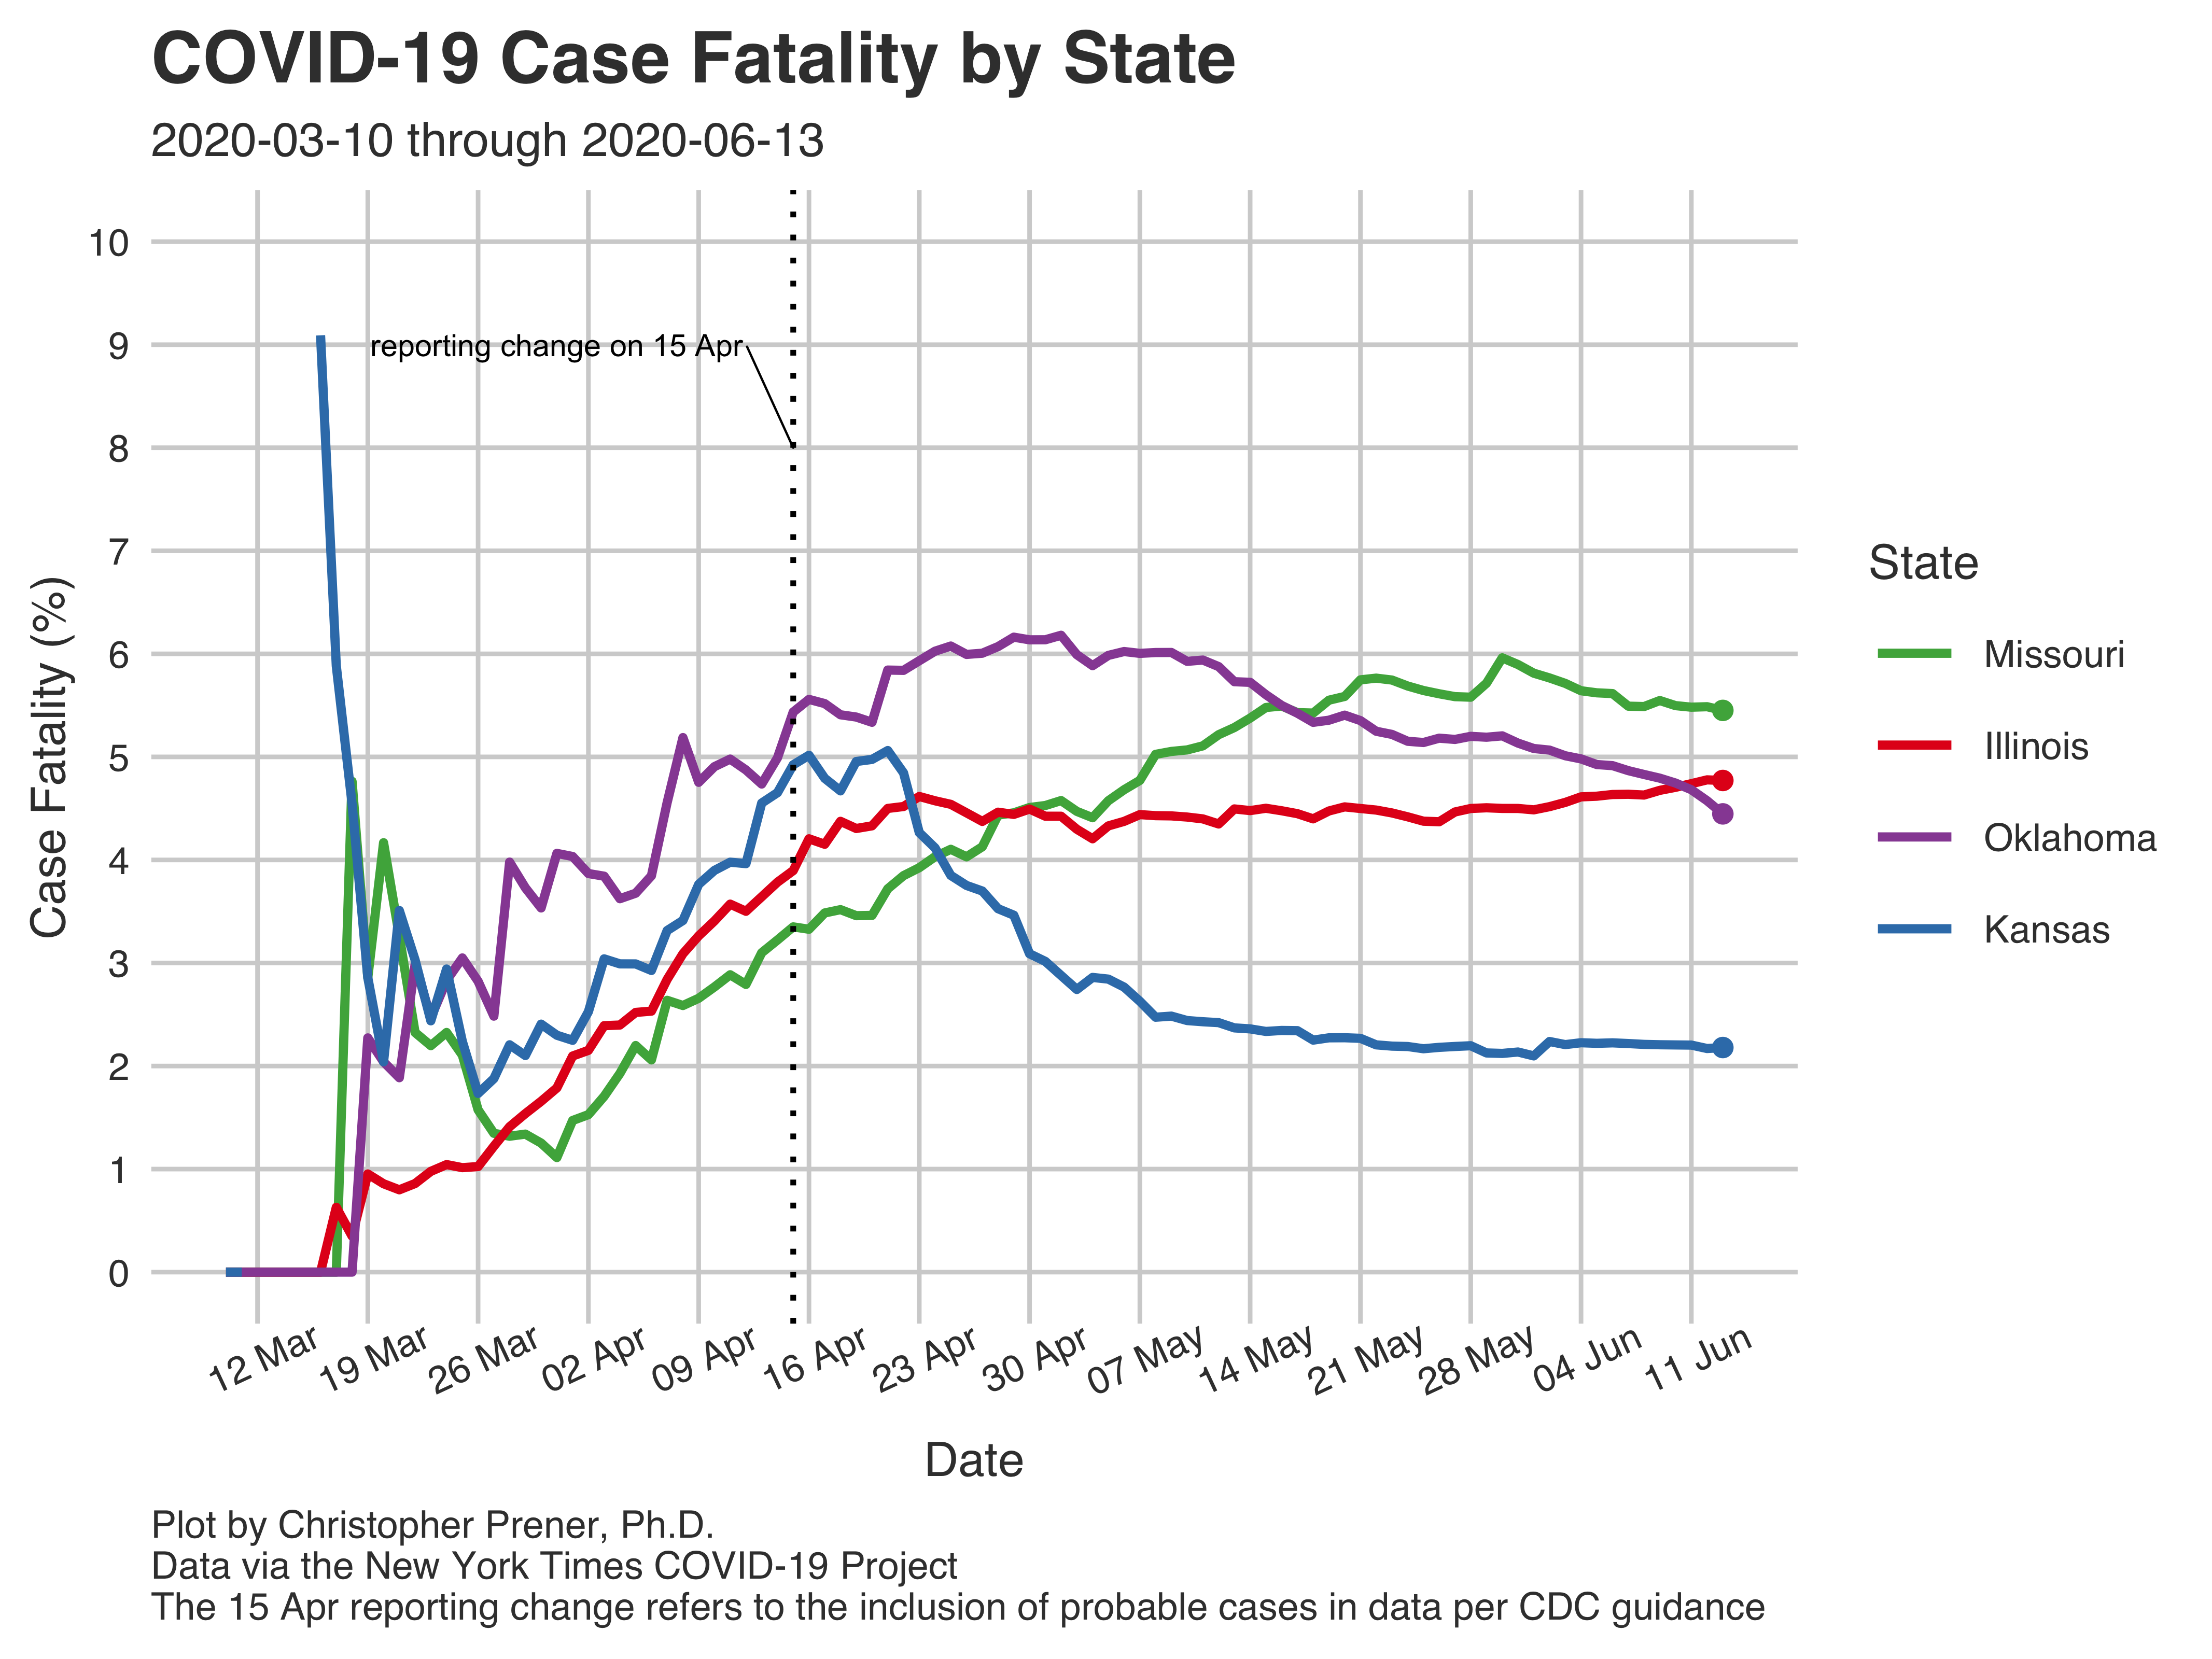 COVID-19 Case Fatality by State
2020-03-10 through 2020-06-13
Case Fatality (%)
10
9
8
7
6
5
4
3
2
1
0
reporting change on 15 Apr
12 Mar
19 Mar
26 Mar
02 Apr
09 Apr
16 Apr
23 Apr
30 Apr
07 May
14 May
21 May
28 May
04 Jun
11 Jun
Date
State
Missouri
Illinois
Oklahoma
Kansas
Plot by Christopher Prener, Ph.D.
Data via the New York Times COVID-19 Project
The 15 Apr reporting change refers to the inclusion of probable cases in data per CDC guidance